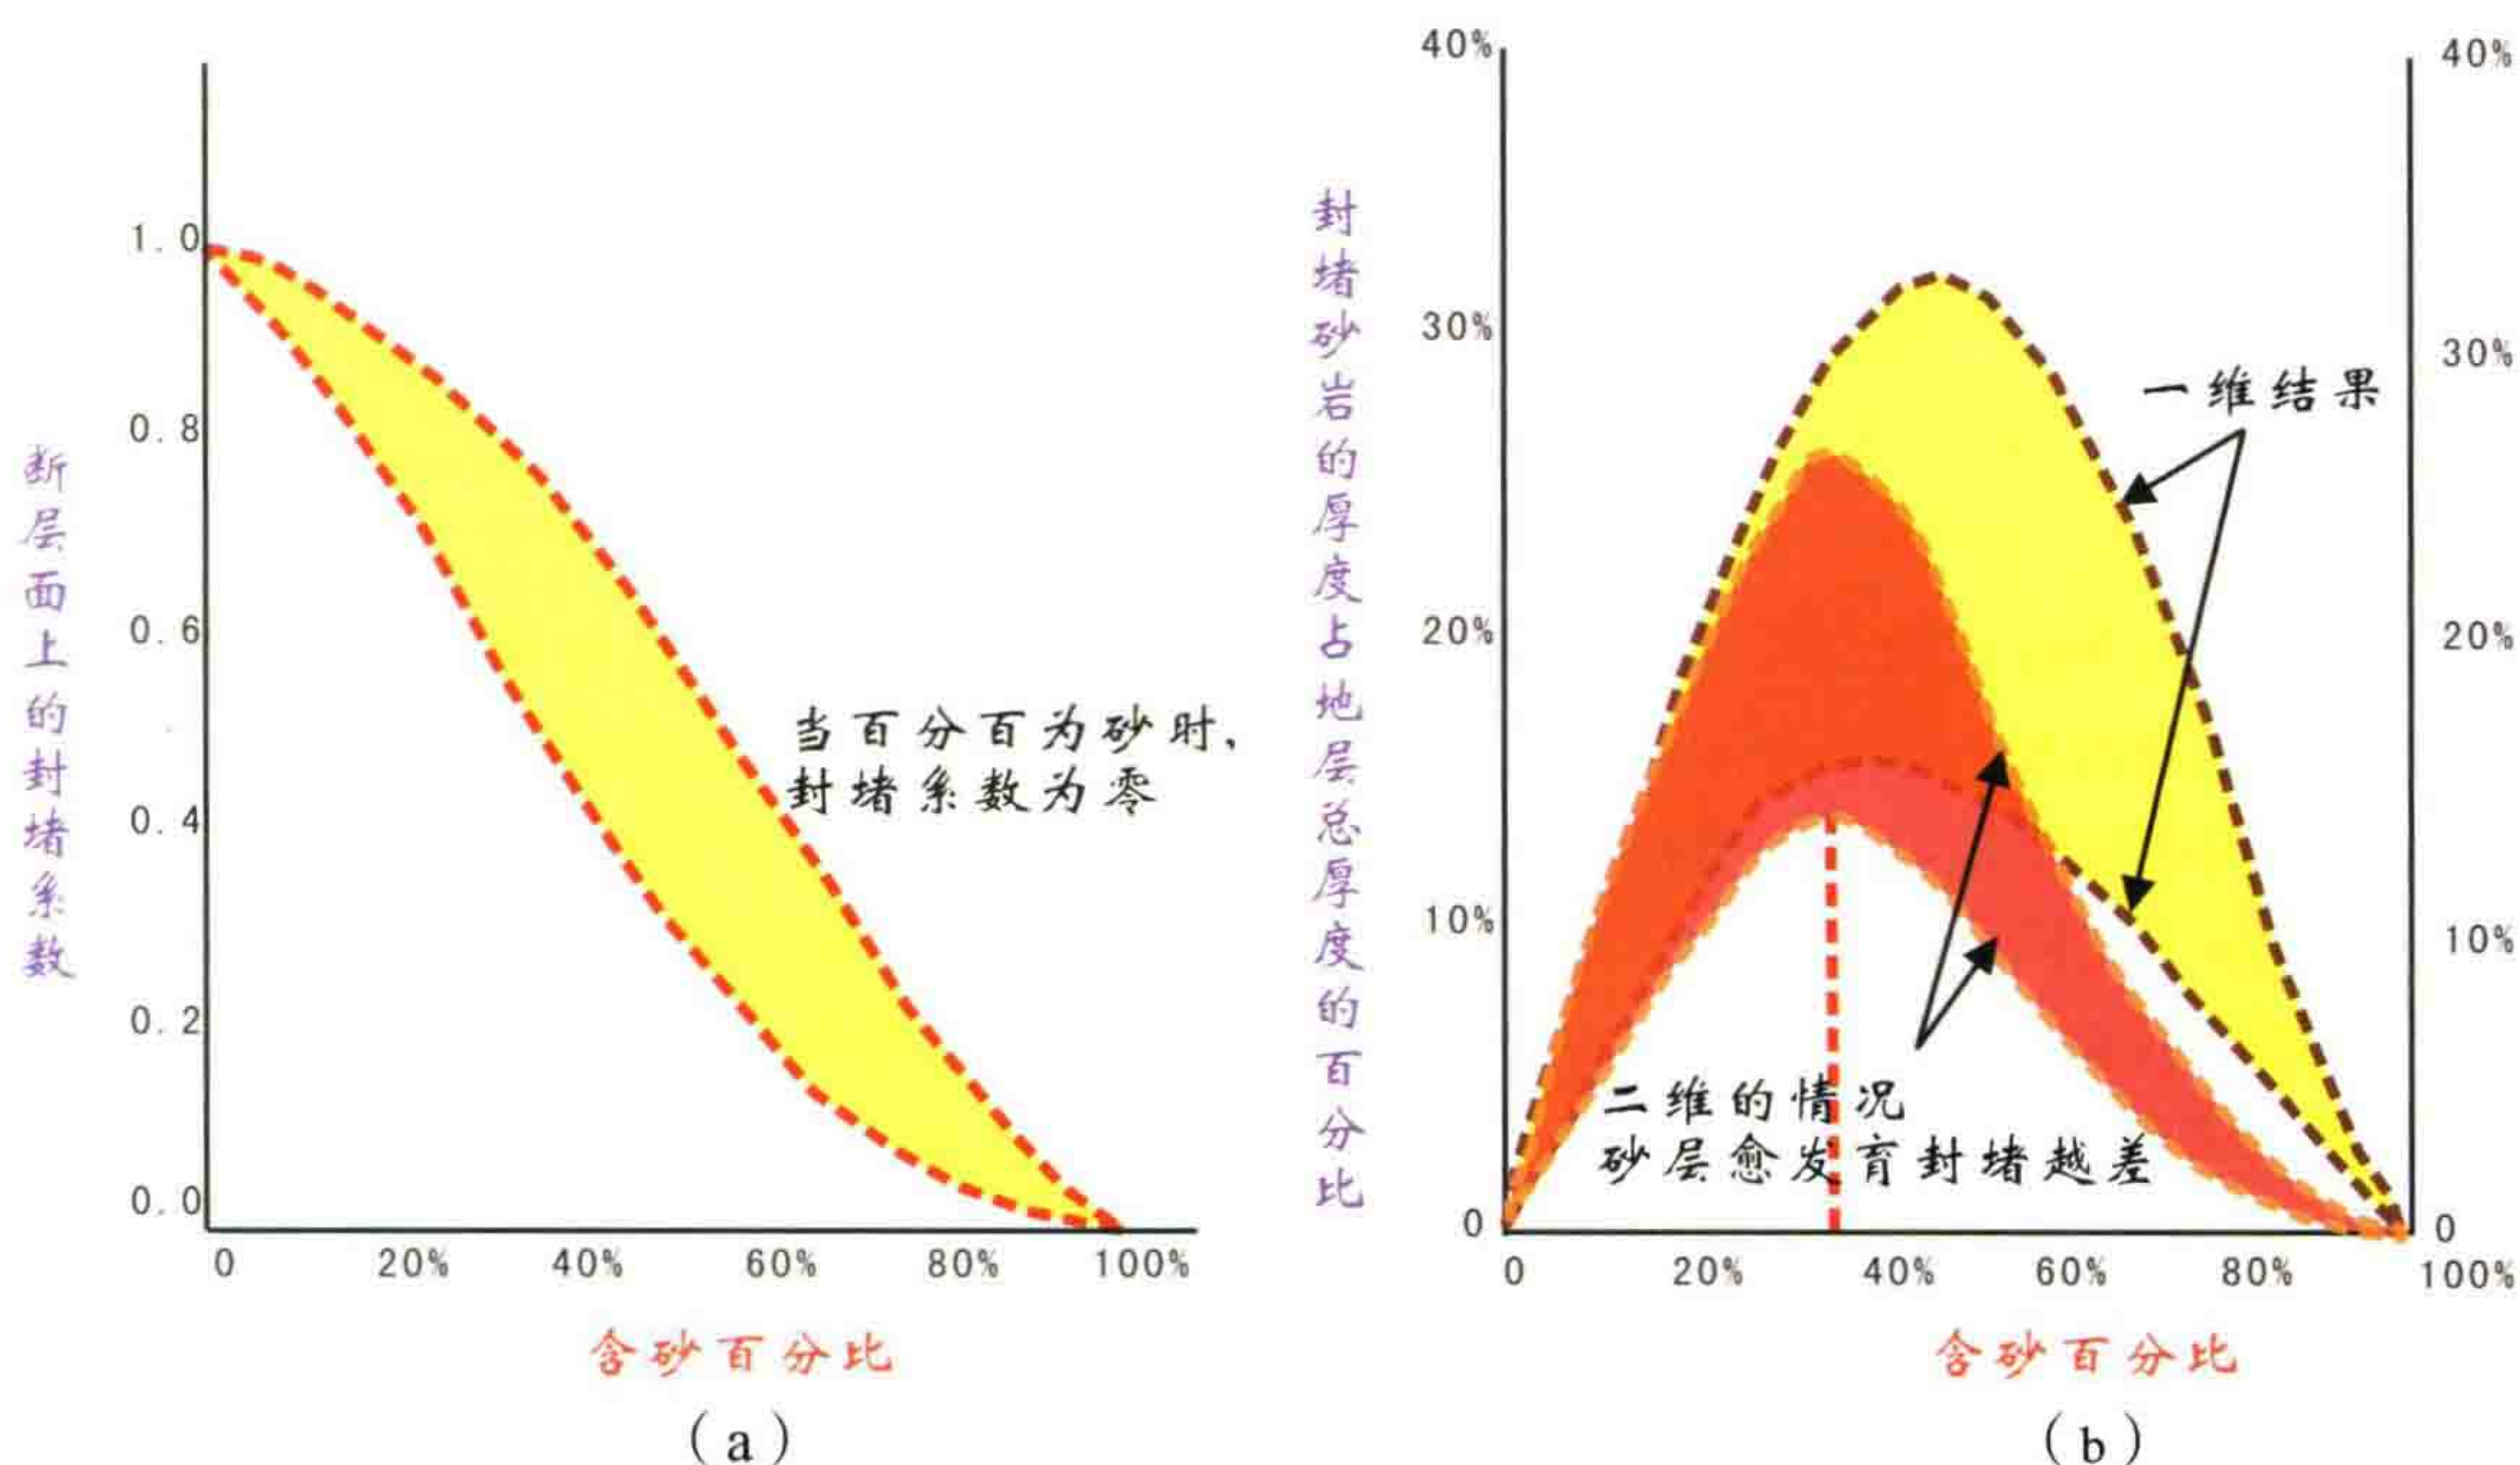 断层面上的封堵系数
1.0
0.8
0.6
0.4
0.2
0.0
当百分百为砂时,
封堵系数为零
0 20% 40% 60% 80% 100%
含砂百分比
(a)
封堵砂岩的厚度占地层总厚度的百分比
40%
30%
20%
10%
0
40%
30%
20%
10%
0
一维结果
二维的情况
砂层愈发育封堵越差
0 20% 40% 60% 80% 100%
含砂百分比
(b)